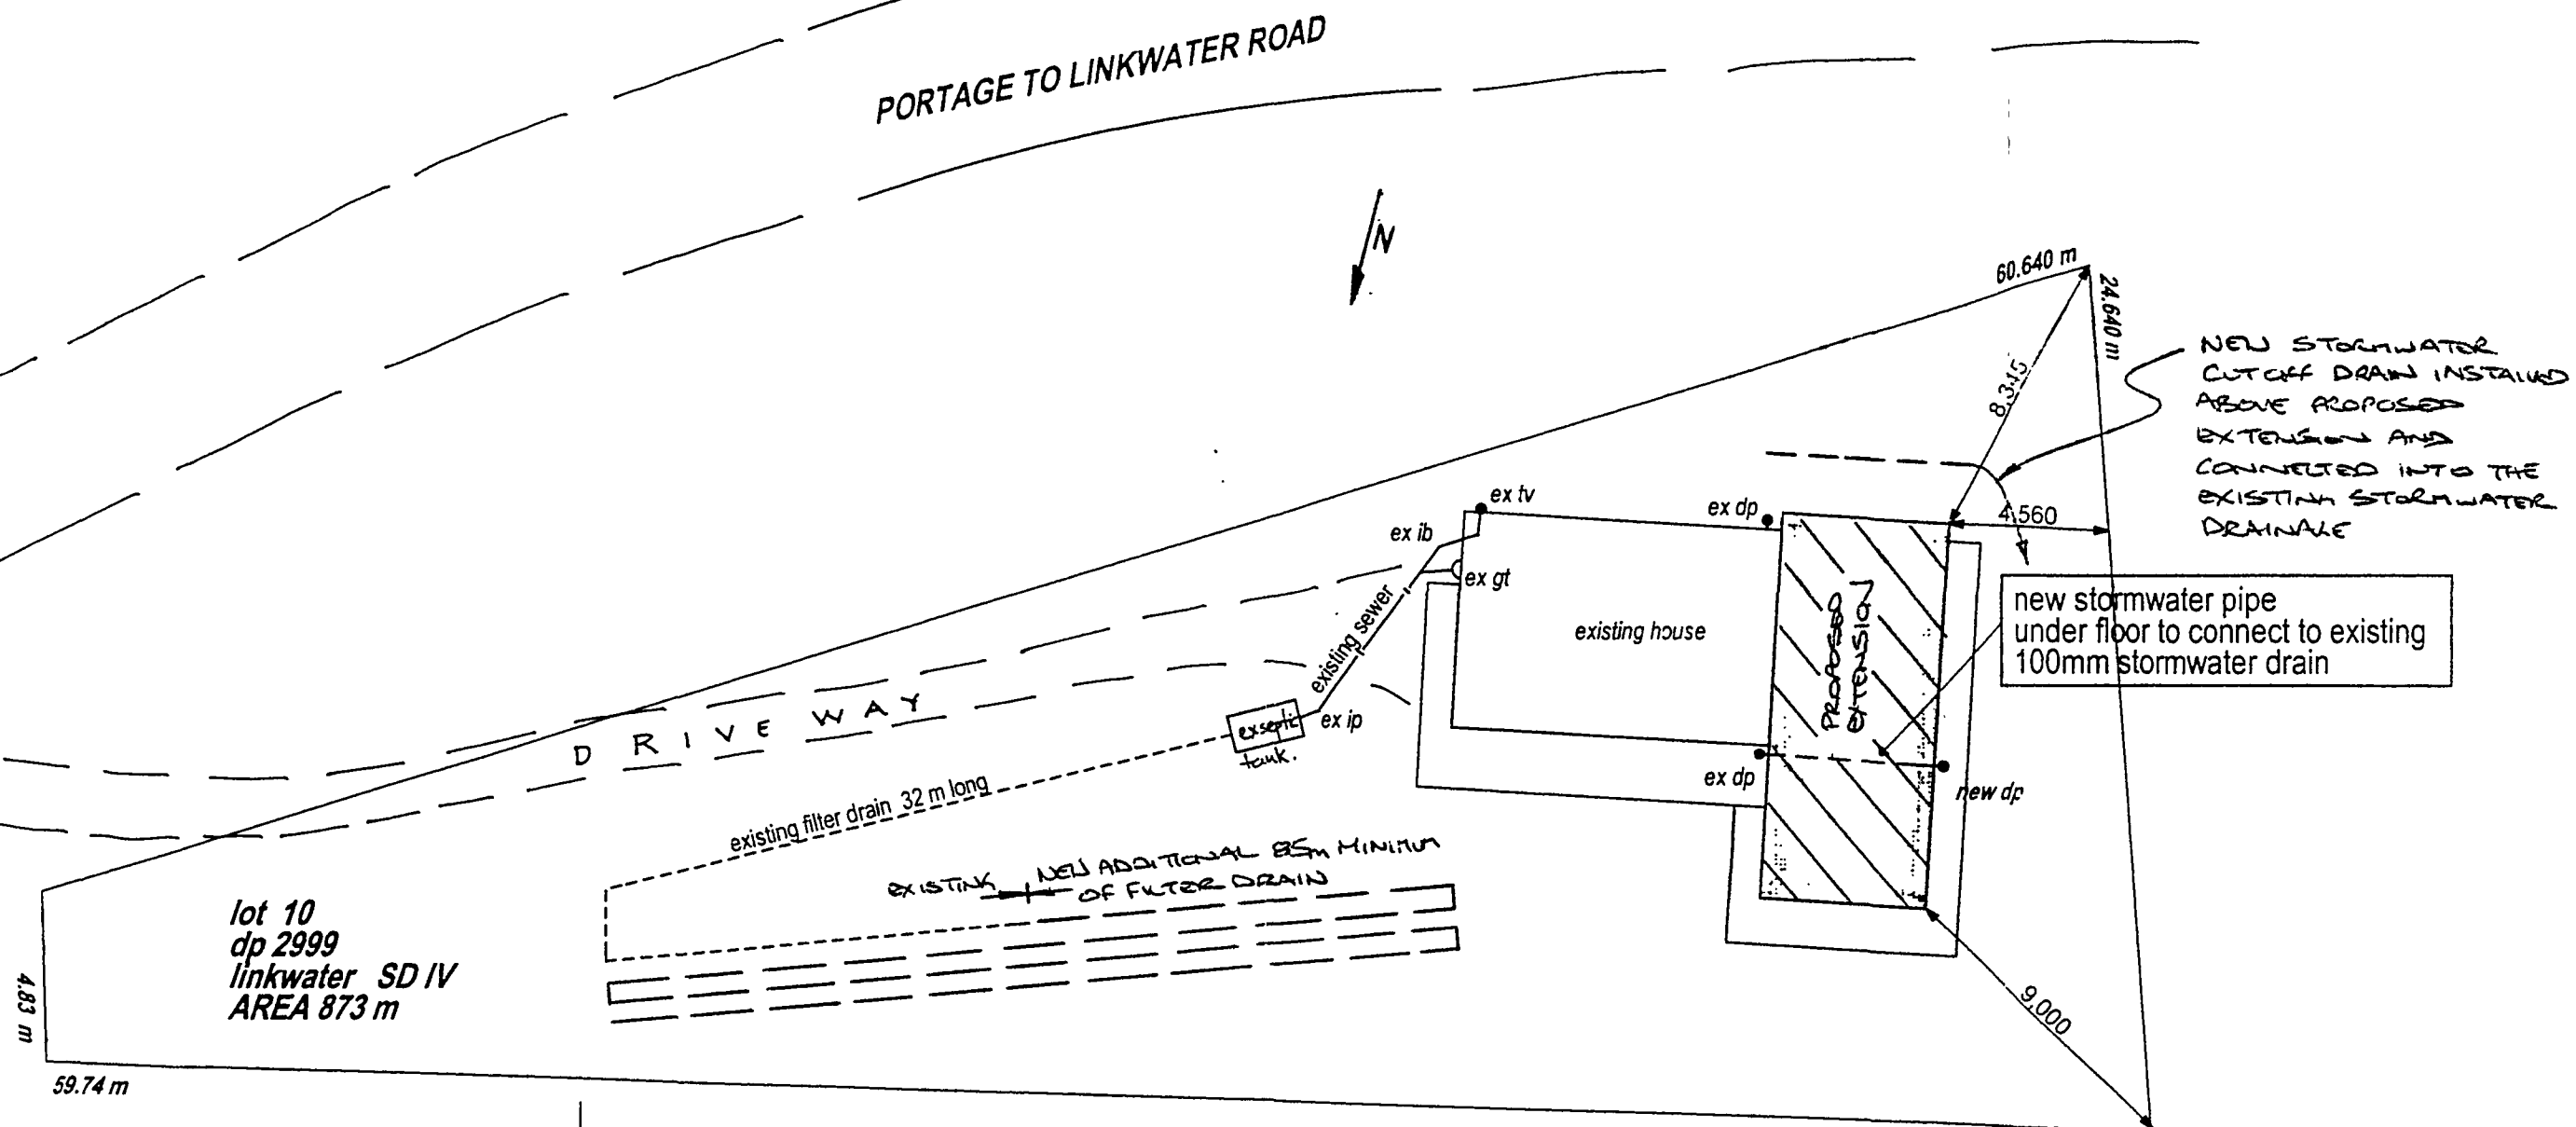 PORTAGE TO LINKWATER ROAD
N
60.640 m
24.640 m
8.345
NEW STORMWATER
CUTOFF DRAIN INSTALLED
ABOVE PROPOSED
EXTENSION AND
CONNECTED INTO THE
EXISTING STORMWATER
DRAINAGE
4,560
ex tv
ex dp
ex ib
ex gt
existing sewer
existing house
PROPOSED
EXTENSION
new stormwater pipe
under floor to connect to existing
100mm stormwater drain
DRIVEWAY
ex septic
tank.
ex ip
ex dp
new dp
existing filter drain 32 m long
EXISTING
NEW ADDITIONAL 85m MINIMUM
OF FILTER DRAIN
lot 10
dp 2999
linkwater SD IV
AREA 873 m
4.83 m
59.74 m
9,000